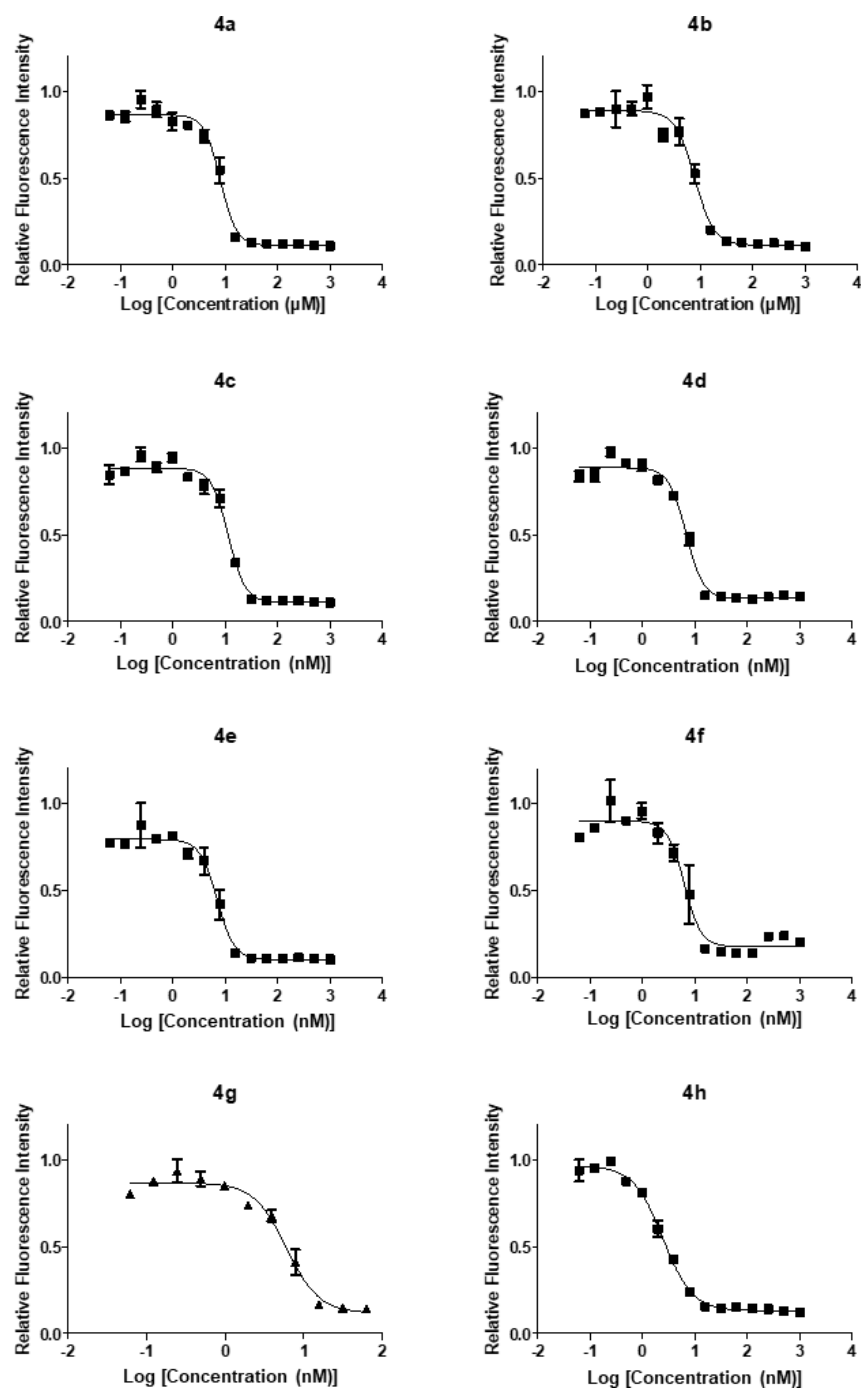 4a
Relative Fluorescence Intensity
1.0
0.5
0.0
-2 -1 0 1 2 3 4
Log [Concentration (µM)]
4b
Relative Fluorescence Intensity
1.0
0.5
0.0
-2 -1 0 1 2 3 4
Log [Concentration (µM)]
4c
Relative Fluorescence Intensity
1.0
0.5
0.0
-2 -1 0 1 2 3 4
Log [Concentration (nM)]
4d
Relative Fluorescence Intensity
1.0
0.5
0.0
-2 -1 0 1 2 3 4
Log [Concentration (nM)]
4e
Relative Fluorescence Intensity
1.0
0.5
0.0
-2 -1 0 1 2 3 4
Log [Concentration (nM)]
4f
Relative Fluorescence Intensity
1.0
0.5
0.0
-2 -1 0 1 2 3 4
Log [Concentration (nM)]
4g
Relative Fluorescence Intensity
1.0
0.5
0.0
-2 -1 0 1 2
Log [Concentration (nM)]
4h
Relative Fluorescence Intensity
1.0
0.5
0.0
-2 -1 0 1 2 3 4
Log [Concentration (nM)]